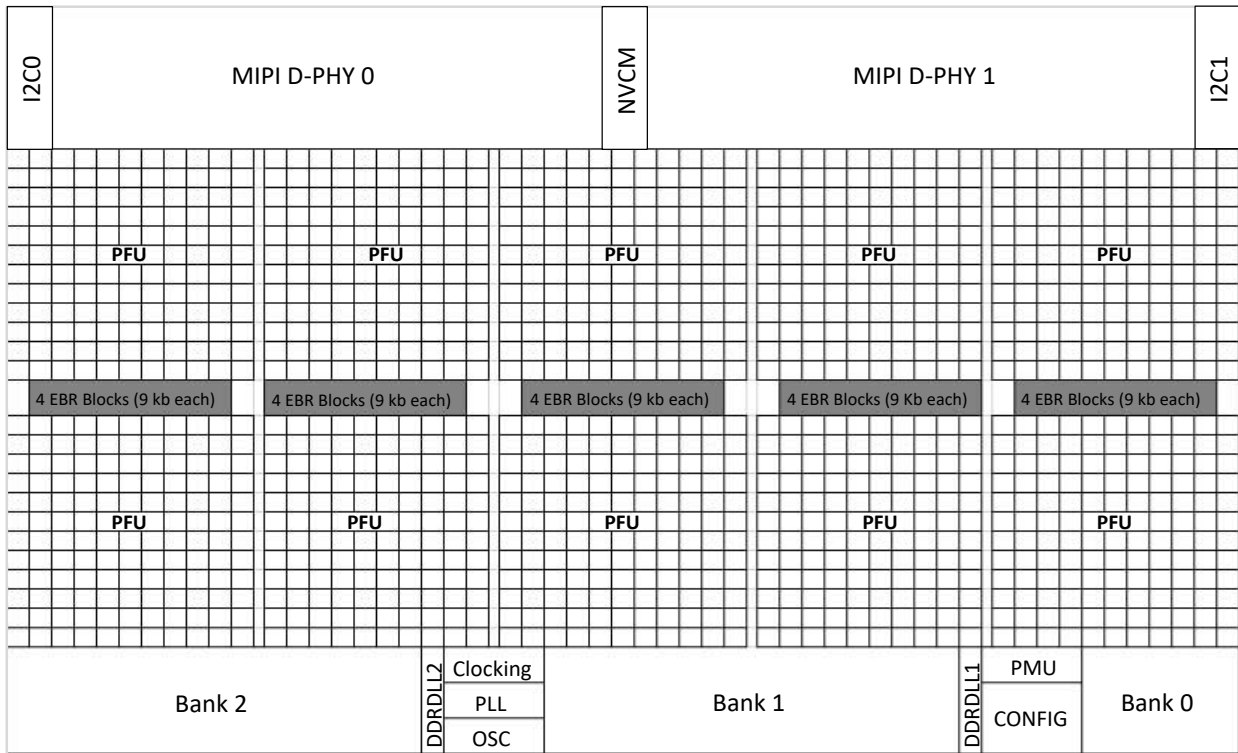 I2C0
MIPI D-PHY 0
NVCM
MIPI D-PHY 1
I2C1
PFU
PFU
PFU
PFU
PFU
4 EBR Blocks (9 kb each)
4 EBR Blocks (9 kb each)
4 EBR Blocks (9 kb each)
4 EBR Blocks (9 Kb each)
4 EBR Blocks (9 kb each)
PFU
PFU
PFU
PFU
PFU
Bank 2
DDRDLL2
Clocking
PLL
OSC
Bank 1
DDRDLL1
PMU
CONFIG
Bank 0